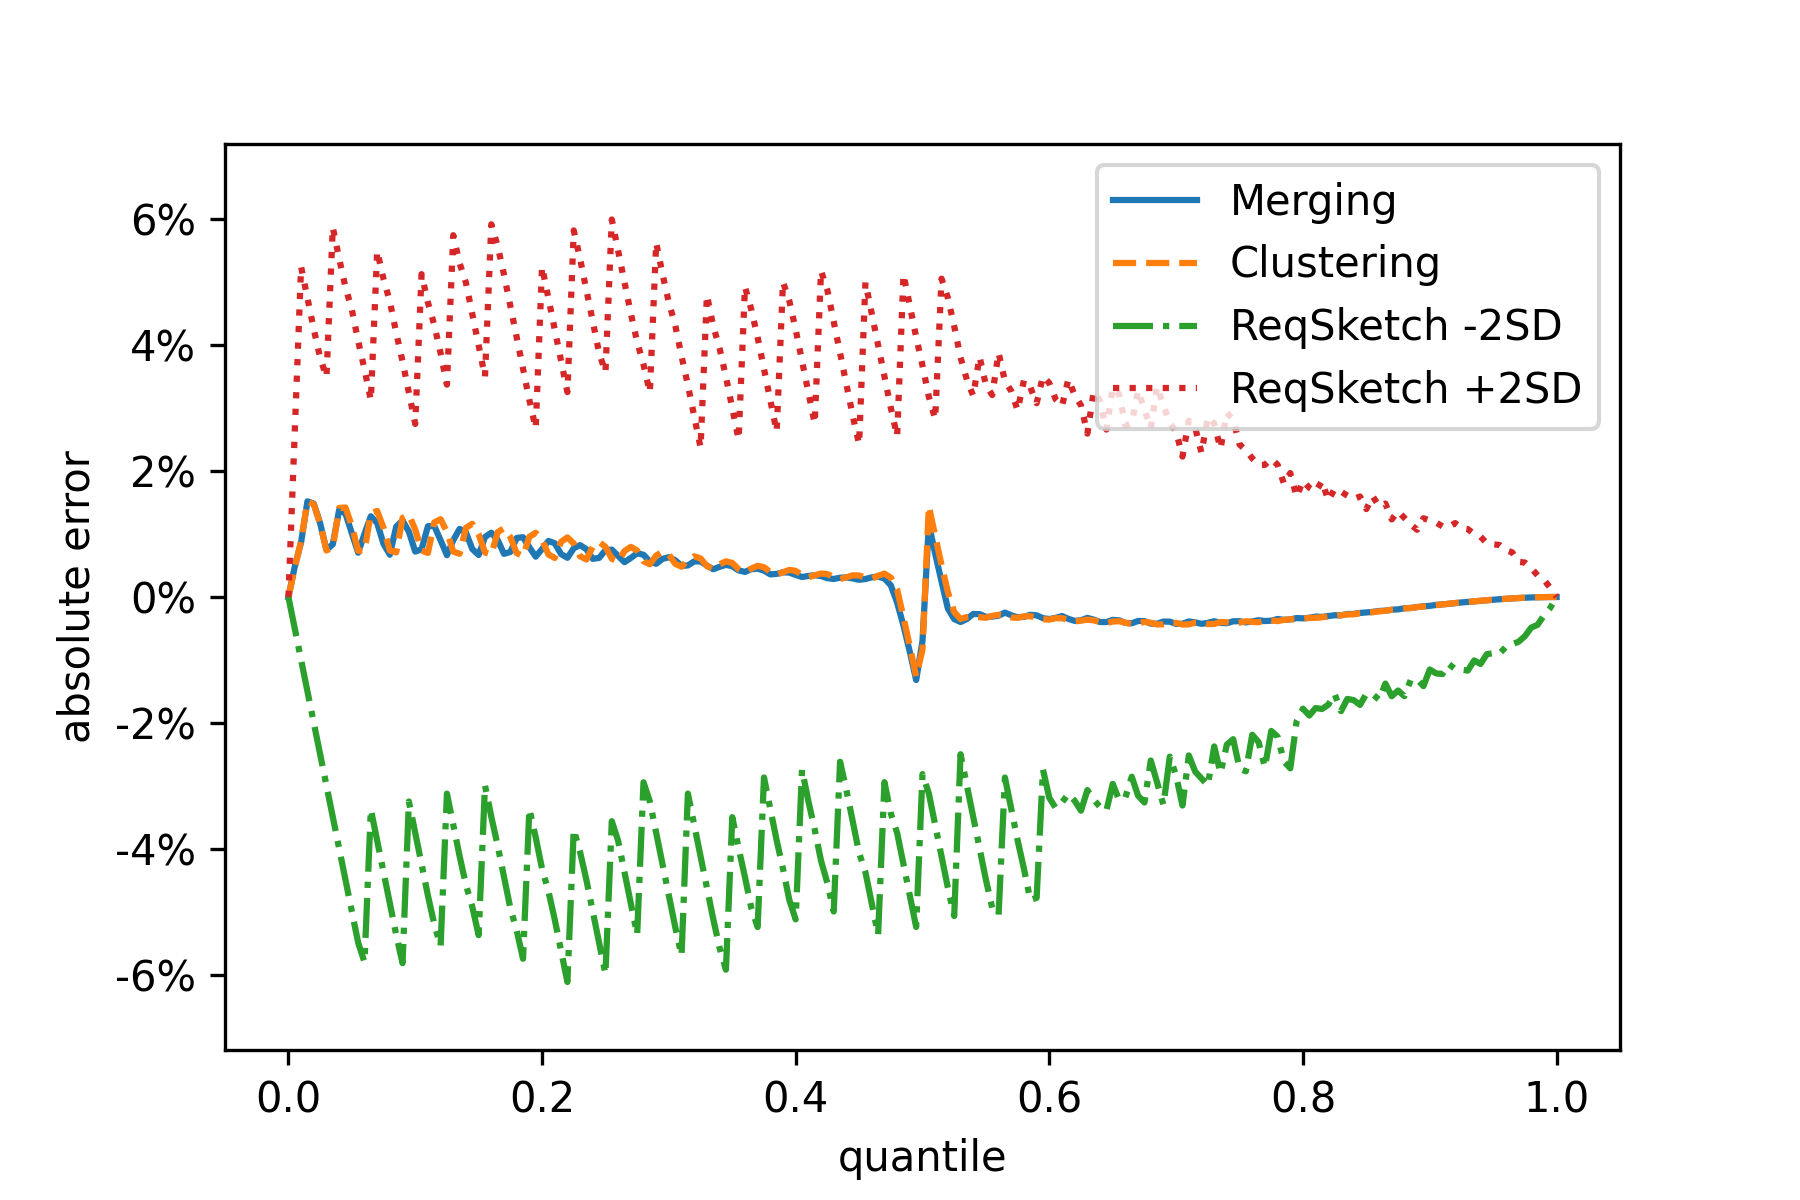 Merging
Clustering
ReqSketch -2SD
ReqSketch +2SD
6%
4%
2%
0%
-2%
-4%
-6%
absolute error
0.0 0.2 0.4 0.6 0.8 1.0
quantile